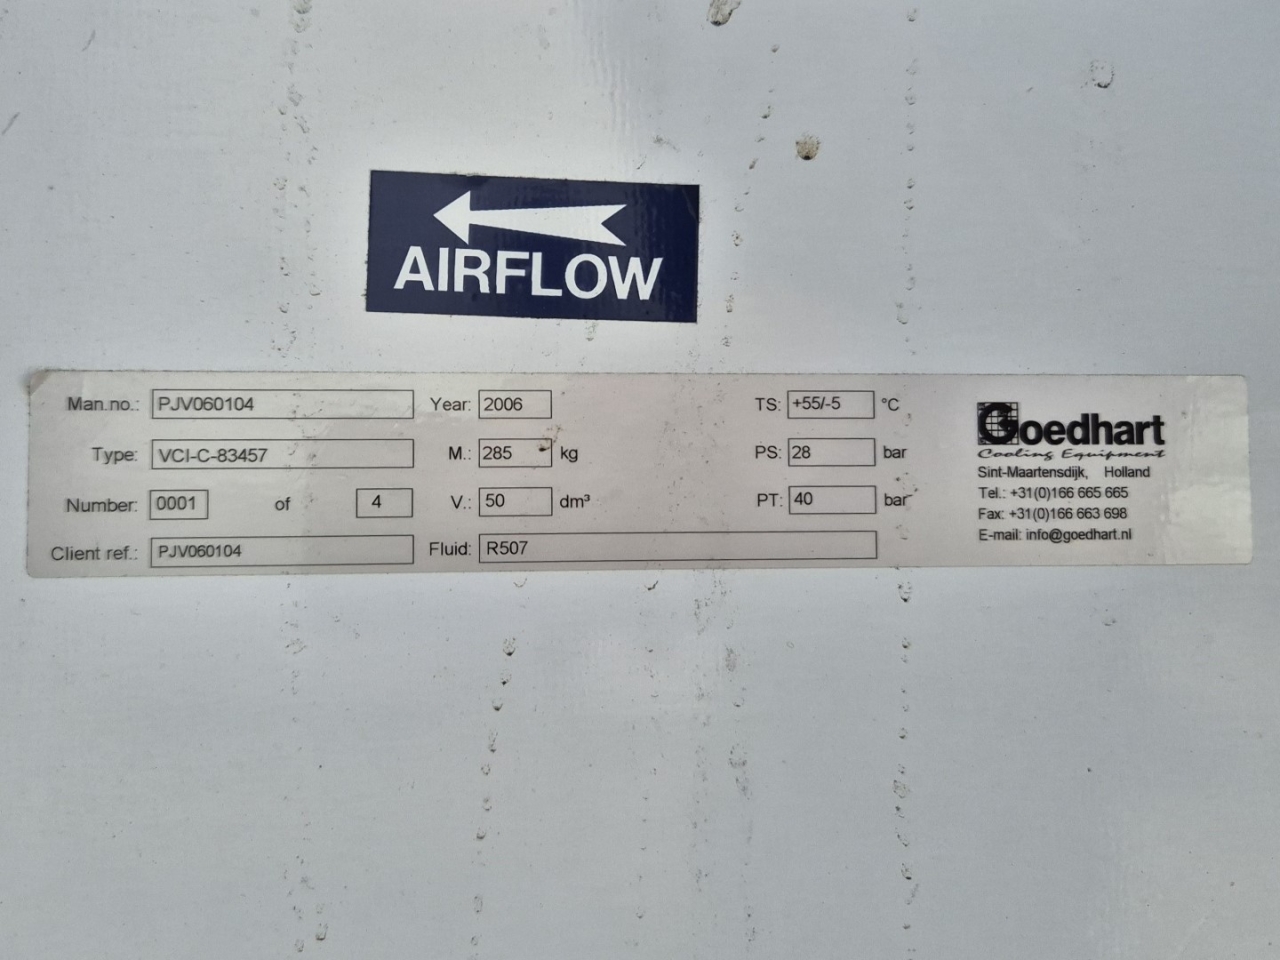 AIRFLOW
Man.no.: PJV060104 Year: 2006 TS: +55/-5 °C
Type: VCI-C-83457 M.: 285 kg PS: 28 bar
Number: 0001 of 4 V.: 50 dm³ PT: 40 bar
Client ref.: PJV060104 Fluid: R507
Goedhart
Cooling Equipment
Sint-Maartensdijk, Holland
Tel.: +31(0)166 665 665
Fax: +31(0)166 663 698
E-mail: info@goedhart.nl